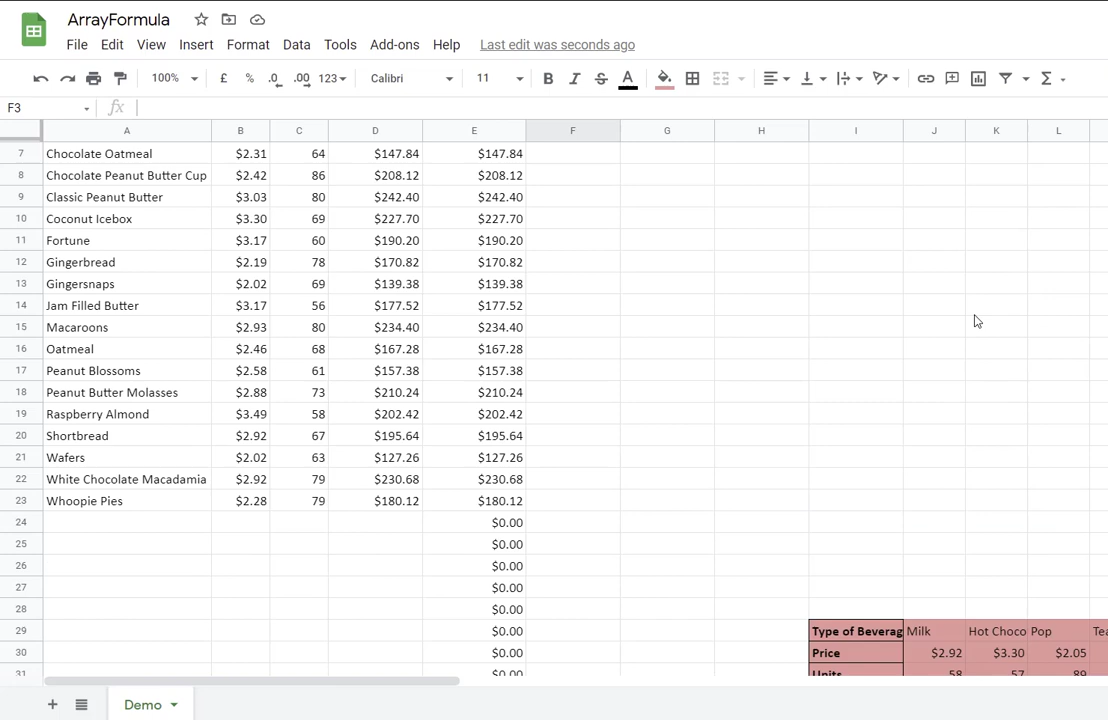 ArrayFormula
File Edit View Insert Format Data Tools Add-ons Help Last edit was seconds ago
100% £ % .0 .00 123 Calibri 11 B I S A Σ
F3 fx
A B C D E F G H I J K L
7 Chocolate Oatmeal $2.31 64 $147.84 $147.84
8 Chocolate Peanut Butter Cup $2.42 86 $208.12 $208.12
9 Classic Peanut Butter $3.03 80 $242.40 $242.40
10 Coconut Icebox $3.30 69 $227.70 $227.70
11 Fortune $3.17 60 $190.20 $190.20
12 Gingerbread $2.19 78 $170.82 $170.82
13 Gingersnaps $2.02 69 $139.38 $139.38
14 Jam Filled Butter $3.17 56 $177.52 $177.52
15 Macaroons $2.93 80 $234.40 $234.40
16 Oatmeal $2.46 68 $167.28 $167.28
17 Peanut Blossoms $2.58 61 $157.38 $157.38
18 Peanut Butter Molasses $2.88 73 $210.24 $210.24
19 Raspberry Almond $3.49 58 $202.42 $202.42
20 Shortbread $2.92 67 $195.64 $195.64
21 Wafers $2.02 63 $127.26 $127.26
22 White Chocolate Macadamia $2.92 79 $230.68 $230.68
23 Whoopie Pies $2.28 79 $180.12 $180.12
24 $0.00
25 $0.00
26 $0.00
27 $0.00
28 $0.00
29 $0.00 Type of Beverag Milk Hot Choco Pop Tea
30 $0.00 Price $2.92 $3.30 $2.05
31 $0.00 Units 58 57 89
Demo